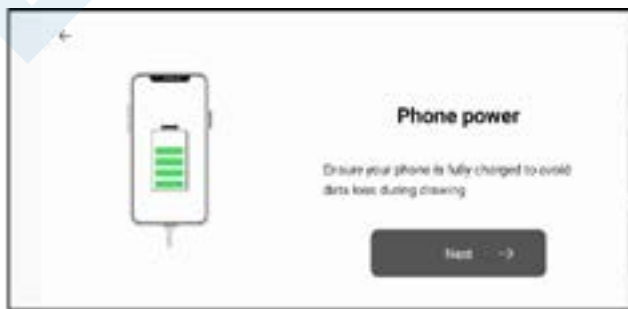 Phone power
Ensure your phone is fully charged to avoid
data loss during drawing
Next